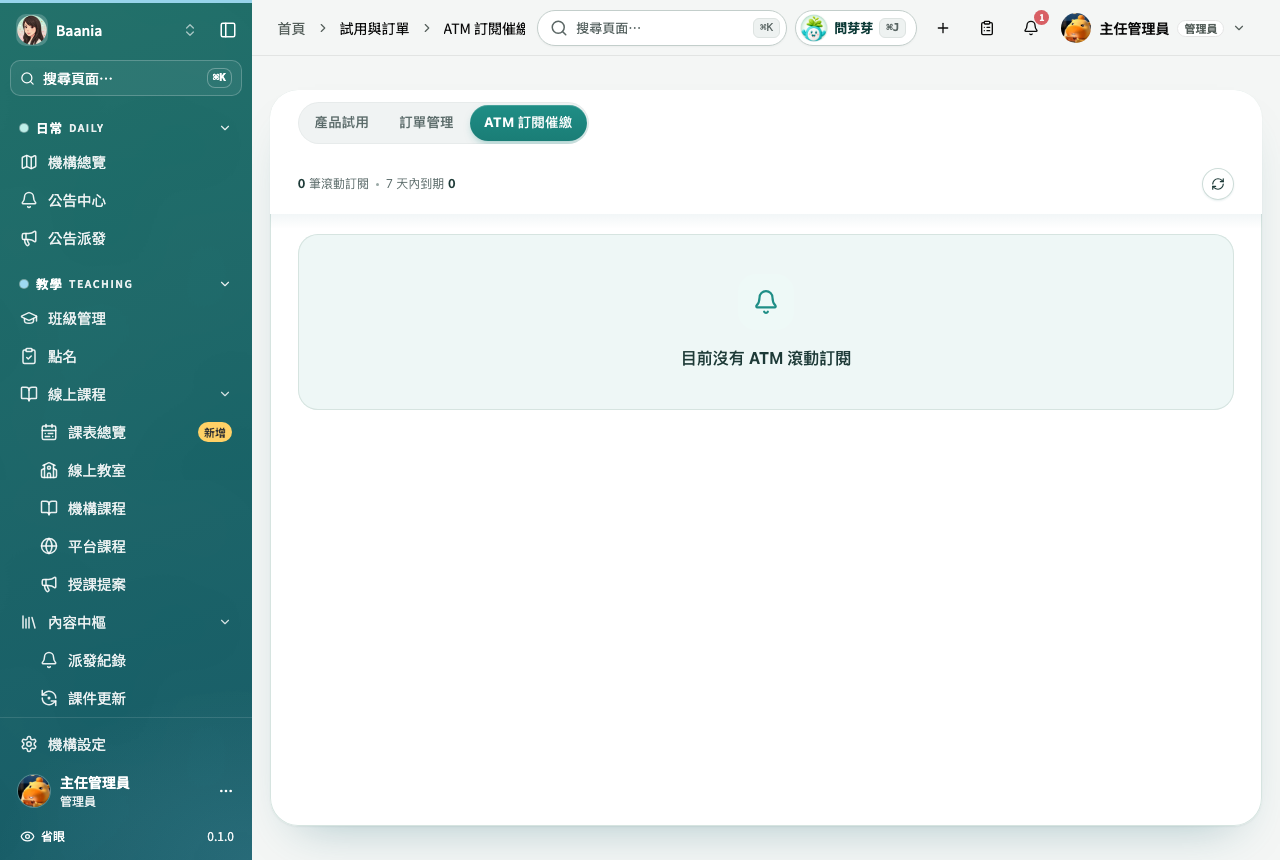 Baania
搜尋頁面… ⌘K
日常 DAILY
機構總覽
公告中心
公告派發
教學 TEACHING
班級管理
點名
線上課程
課表總覽 新增
線上教室
機構課程
平台課程
授課提案
內容中樞
派發紀錄
課件更新
機構設定
主任管理員
管理員
省眼 0.1.0
首頁 > 試用與訂單 > ATM 訂閱催繳
搜尋頁面… ⌘K
問芽芽 ⌘J
1
主任管理員 管理員
產品試用 訂單管理 ATM 訂閱催繳
0 筆滾動訂閱 • 7 天內到期 0
目前沒有 ATM 滾動訂閱